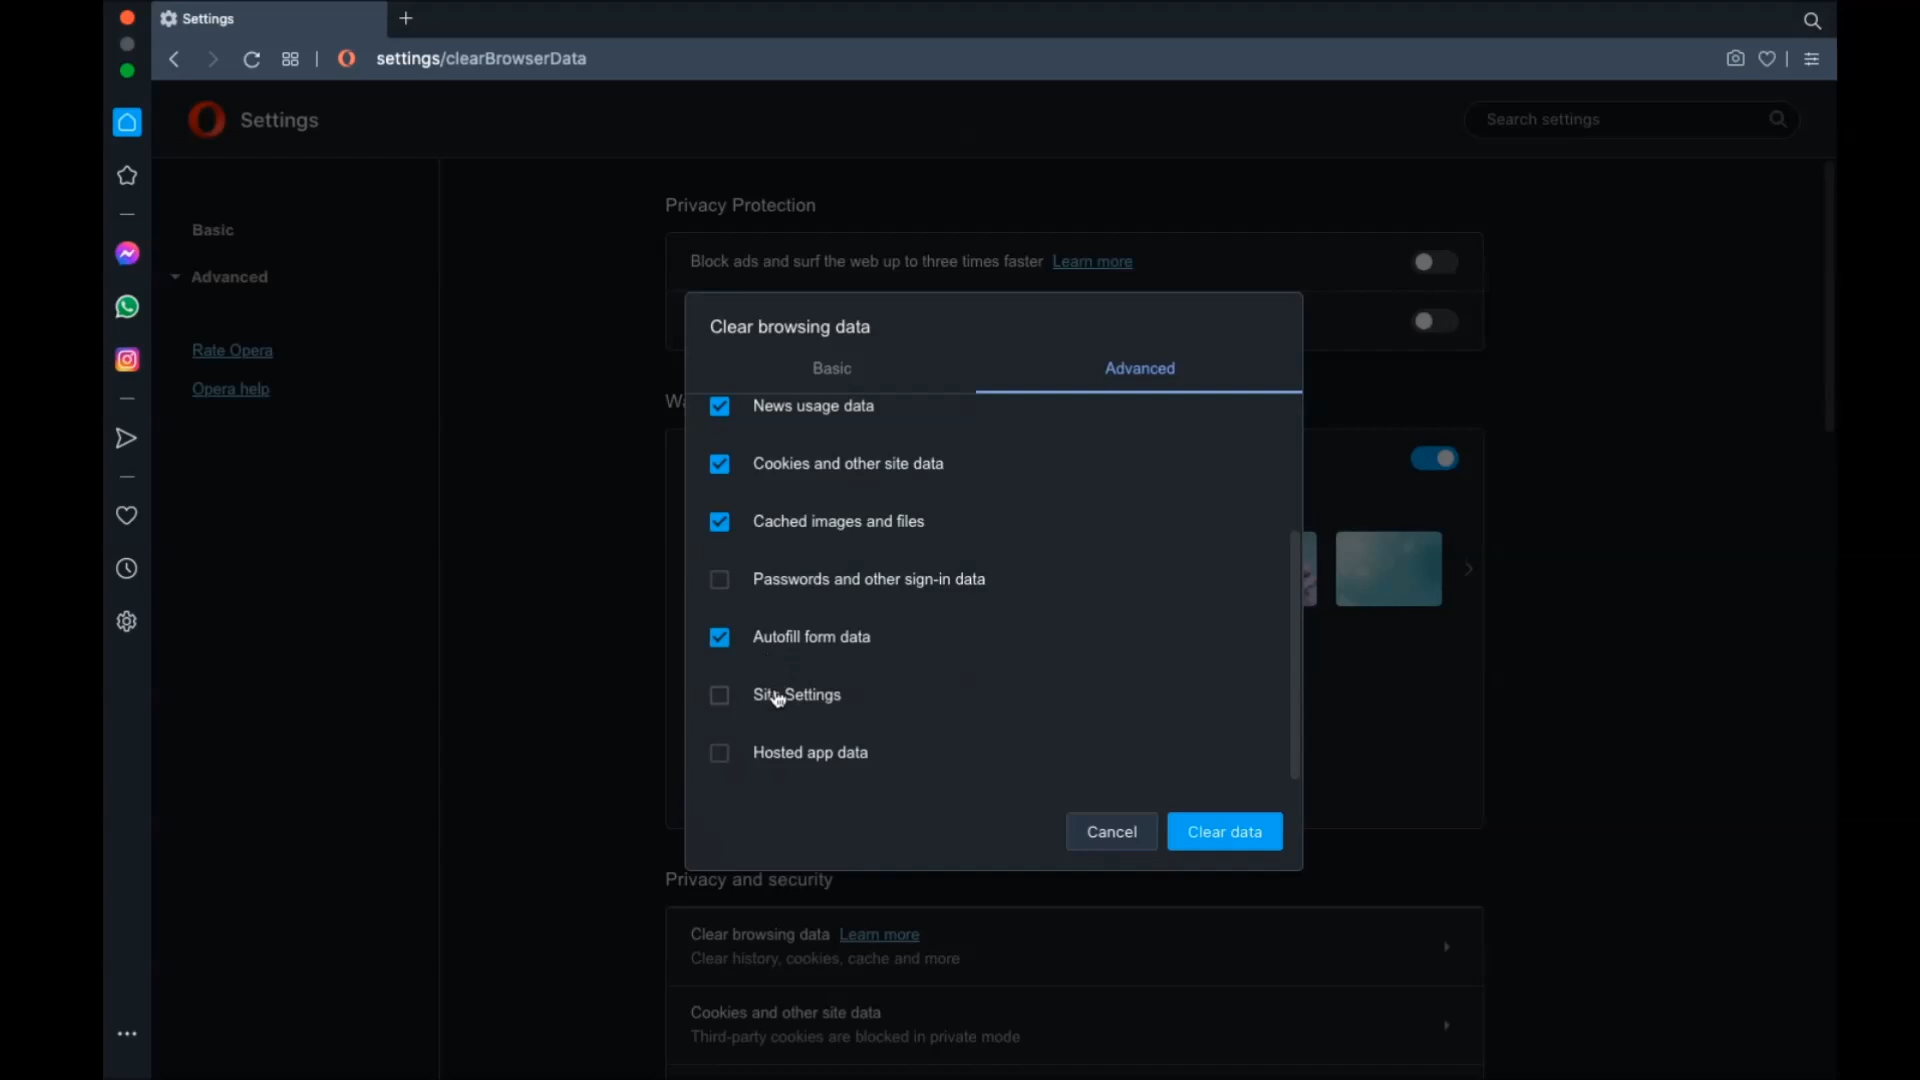 Settings
settings/clearBrowserData
Settings
Search settings
Basic
Advanced
Rate Opera
Opera help
Privacy Protection
Block ads and surf the web up to three times faster Learn more
Clear browsing data
Basic
Advanced
News usage data
Cookies and other site data
Cached images and files
Passwords and other sign-in data
Autofill form data
Site Settings
Hosted app data
Cancel
Clear data
Privacy and security
Clear browsing data Learn more
Clear history, cookies, cache and more
Cookies and other site data
Third-party cookies are blocked in private mode